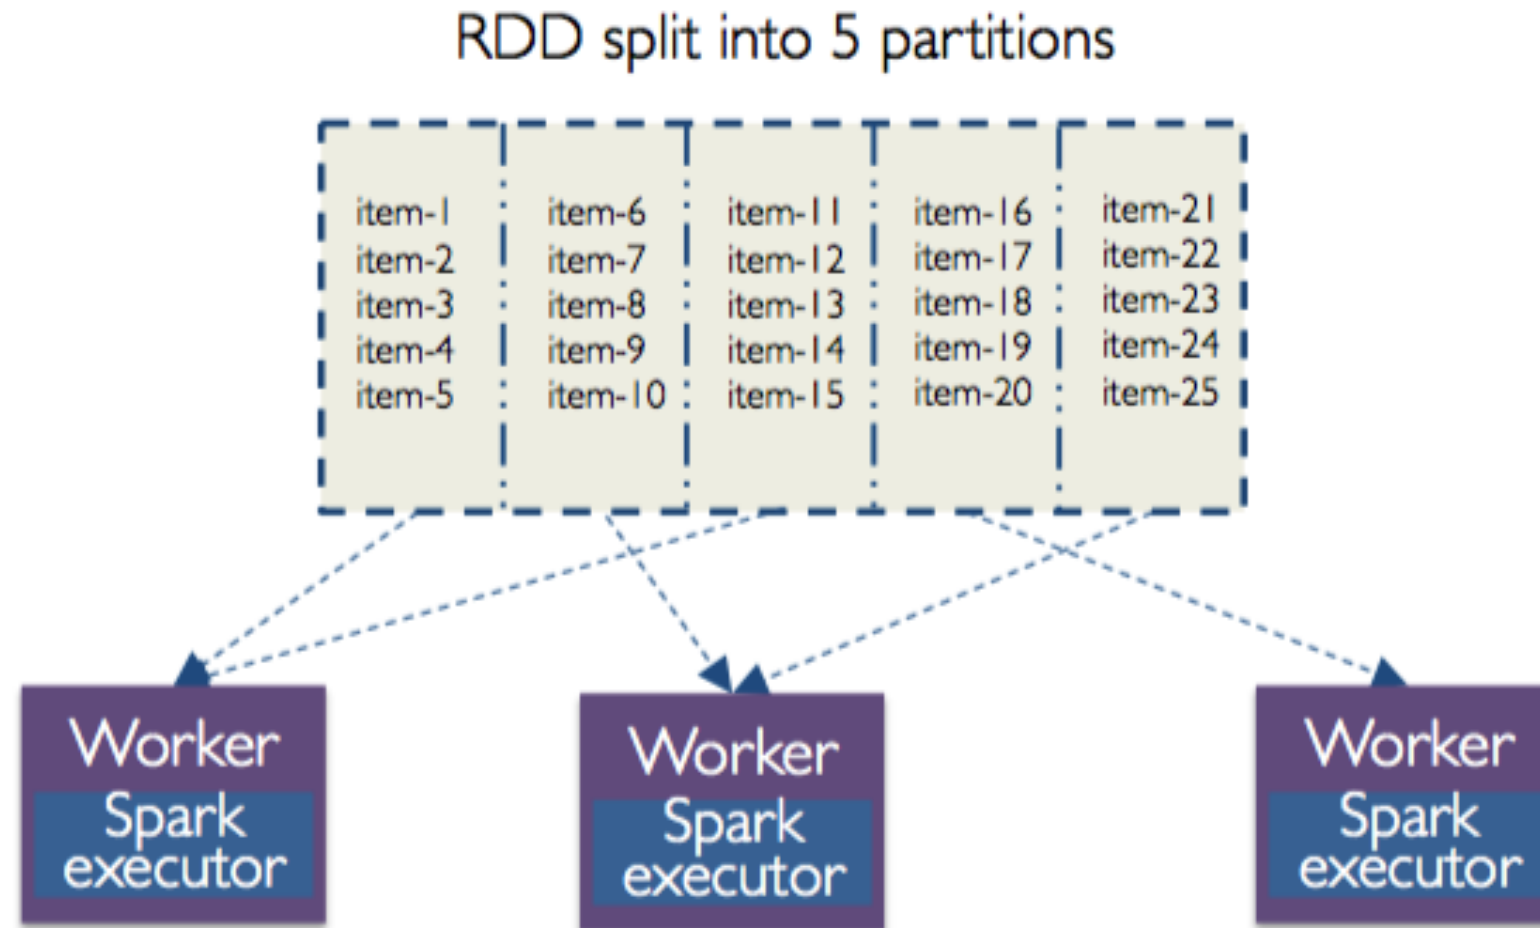 RDD split into 5 partitions
item-1
item-2
item-3
item-4
item-5
item-6
item-7
item-8
item-9
item-10
item-11
item-12
item-13
item-14
item-15
item-16
item-17
item-18
item-19
item-20
item-21
item-22
item-23
item-24
item-25
Worker
Spark
executor
Worker
Spark
executor
Worker
Spark
executor